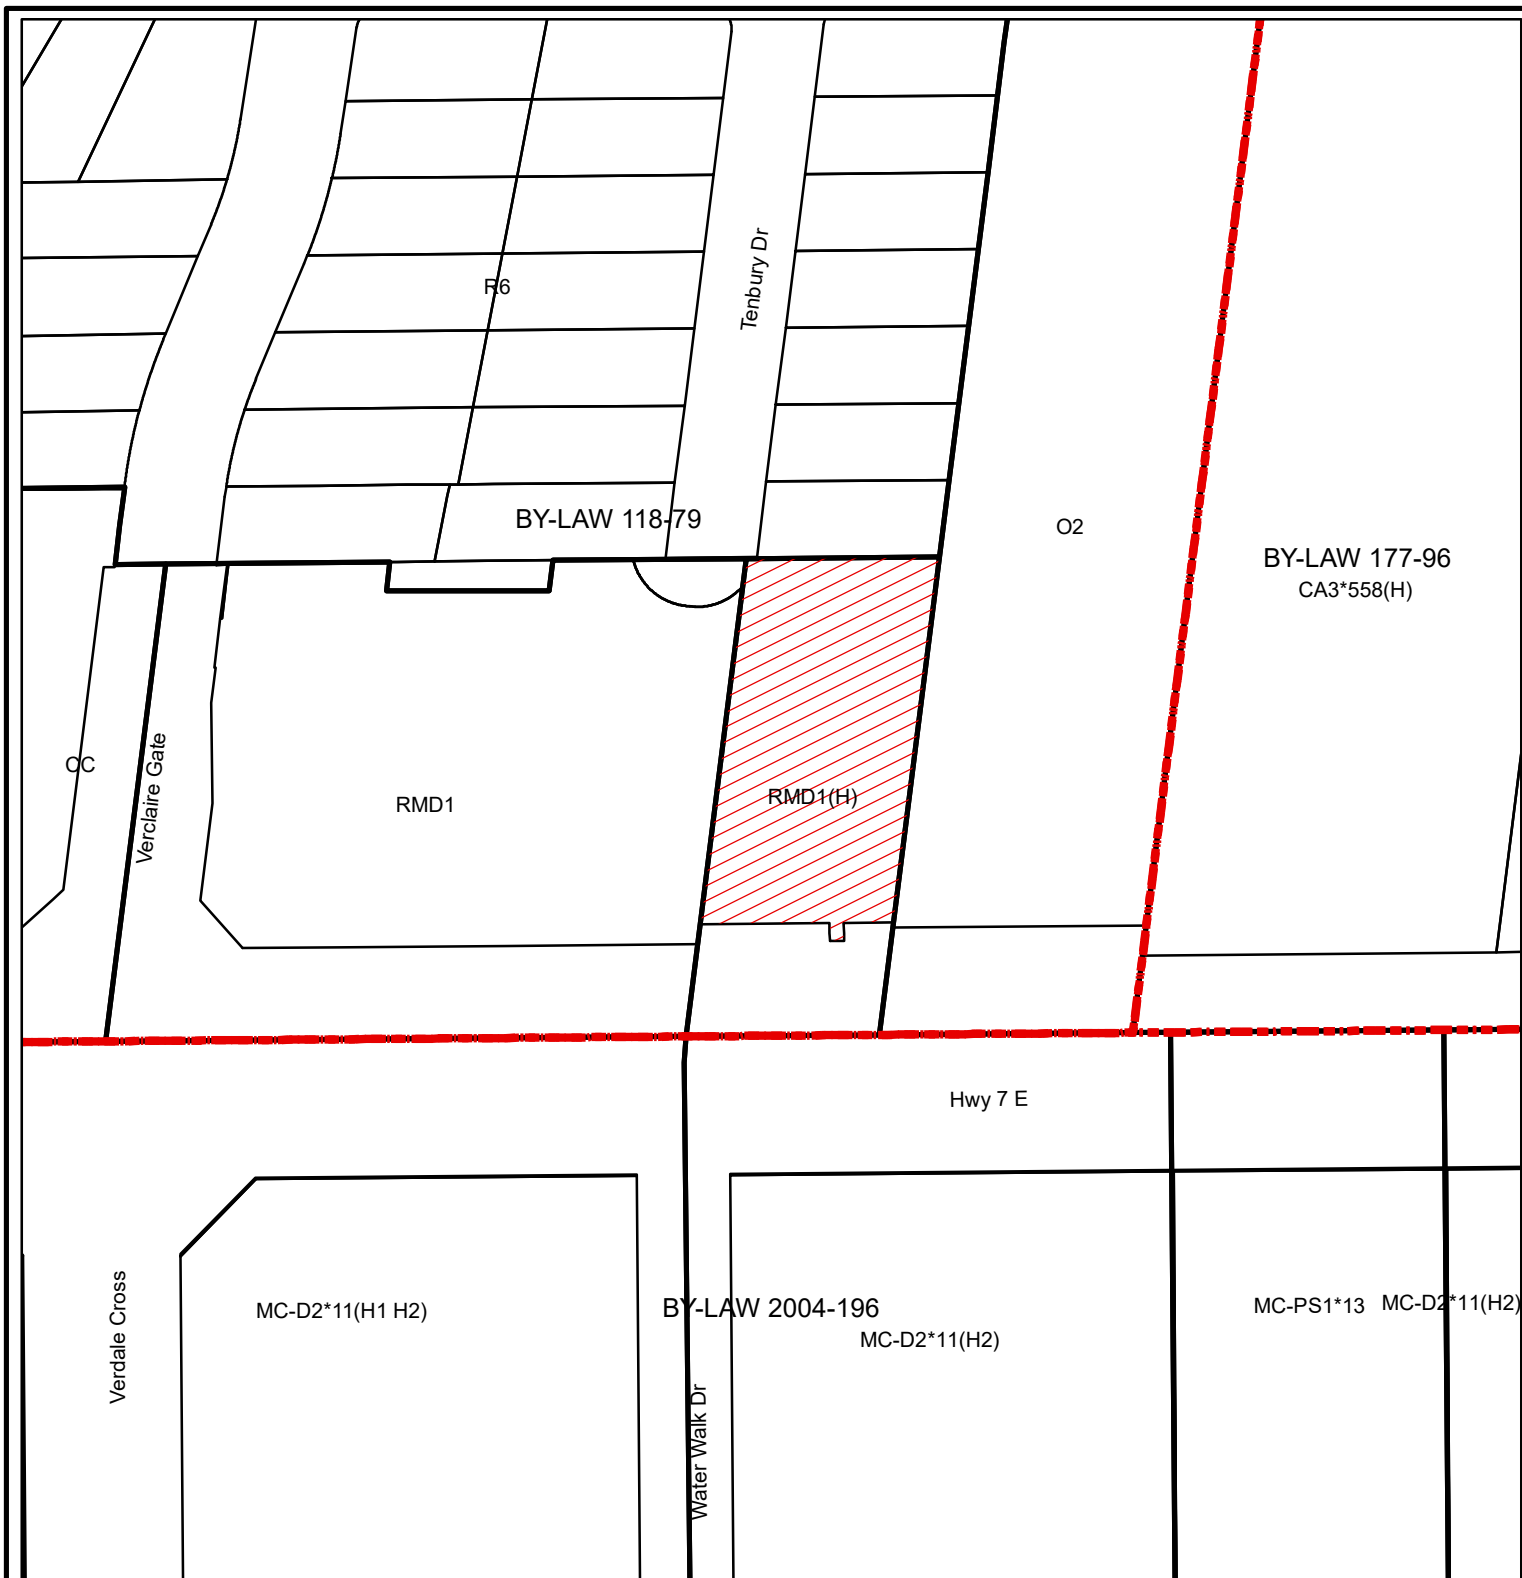 R6
Tenbury Dr
BY-LAW 118-79
O2
BY-LAW 177-96
CA3*558(H)
OC
Verclaire Gate
RMD1
RMD1(H)
Hwy 7 E
Verdale Cross
MC-D2*11(H1 H2)
BY-LAW 2004-196
MC-D2*11(H2)
MC-PS1*13
MC-D2*11(H2)
Water Walk Dr